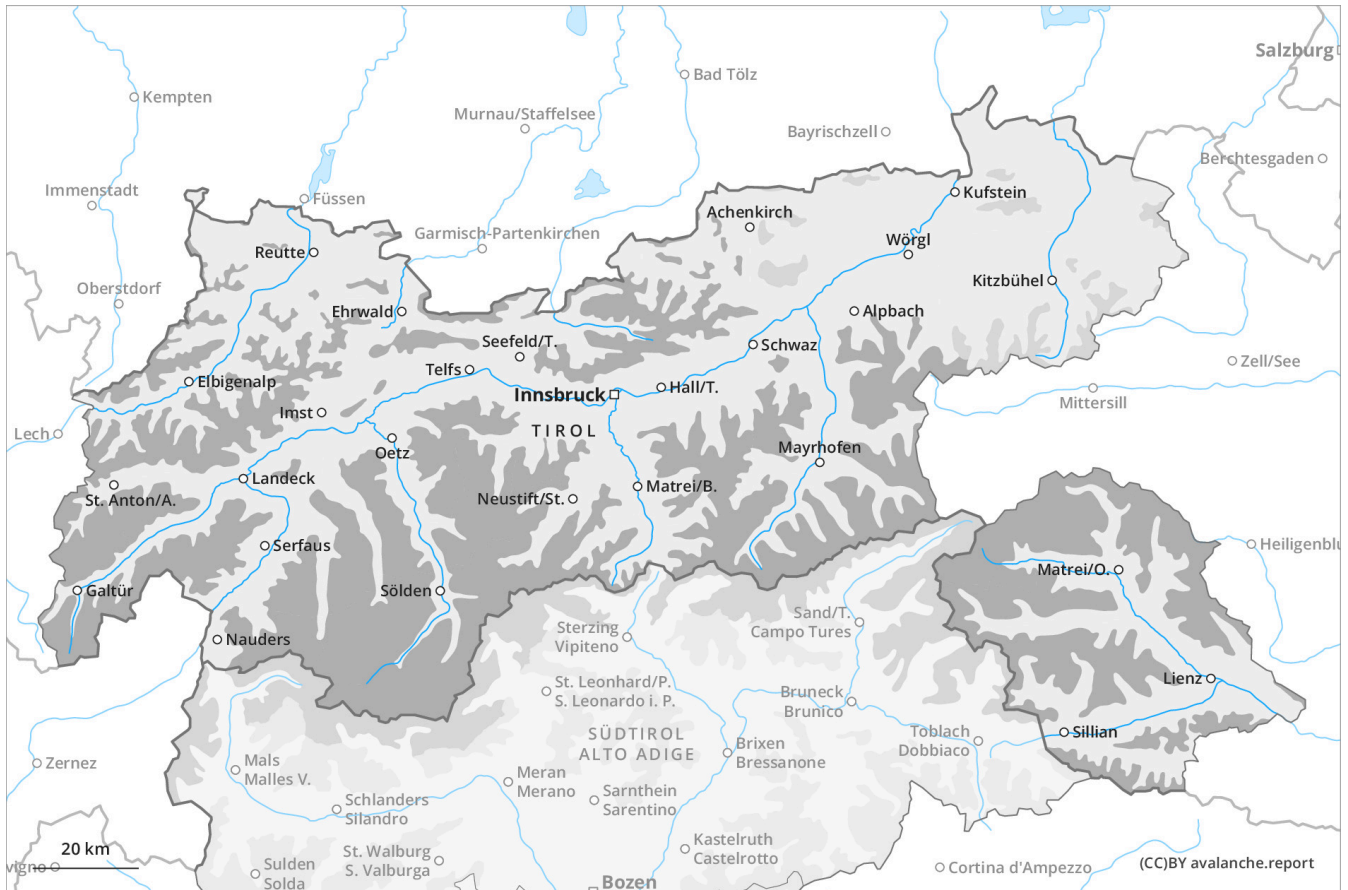 Salzburg
Bad Tölz
Kempten
Murnau/Staffelsee
Bayrischzell
Berchtesgaden
Immenstadt
Füssen
Kufstein
Achenkirch
Garmisch-Partenkirchen
Wörgl
Reutte
Kitzbühel
Oberstdorf
Ehrwald
Alpbach
Seefeld/T.
Schwaz
Zell/See
Telfs
Elbigenalp
Hall/T.
Innsbruck
Mittersill
Imst
Lech
TIROL
Oetz
Mayrhofen
Landeck
St. Anton/A.
Neustift/St.
Matrei/B.
Serfaus
Heiligenblu
Matrei/O.
Galtür
Sölden
Sand/T.
Campo Tures
Sterzing
Vipiteno
Nauders
Lienz
St. Leonhard/P.
S. Leonardo i. P.
Bruneck
Brunico
Sillian
SÜDTIROL
ALTO ADIGE
Toblach
Dobbiaco
Brixen
Bressanone
Zernez
Mals
Malles V.
Meran
Merano
Sarnthein
Sarentino
Schlanders
Silandro
Kastelruth
Castelrotto
20 km
St. Walburg
S. Valburga
vigno
Sulden
Solda
Cortina d'Ampezzo
(CC)BY avalanche.report
Bozen